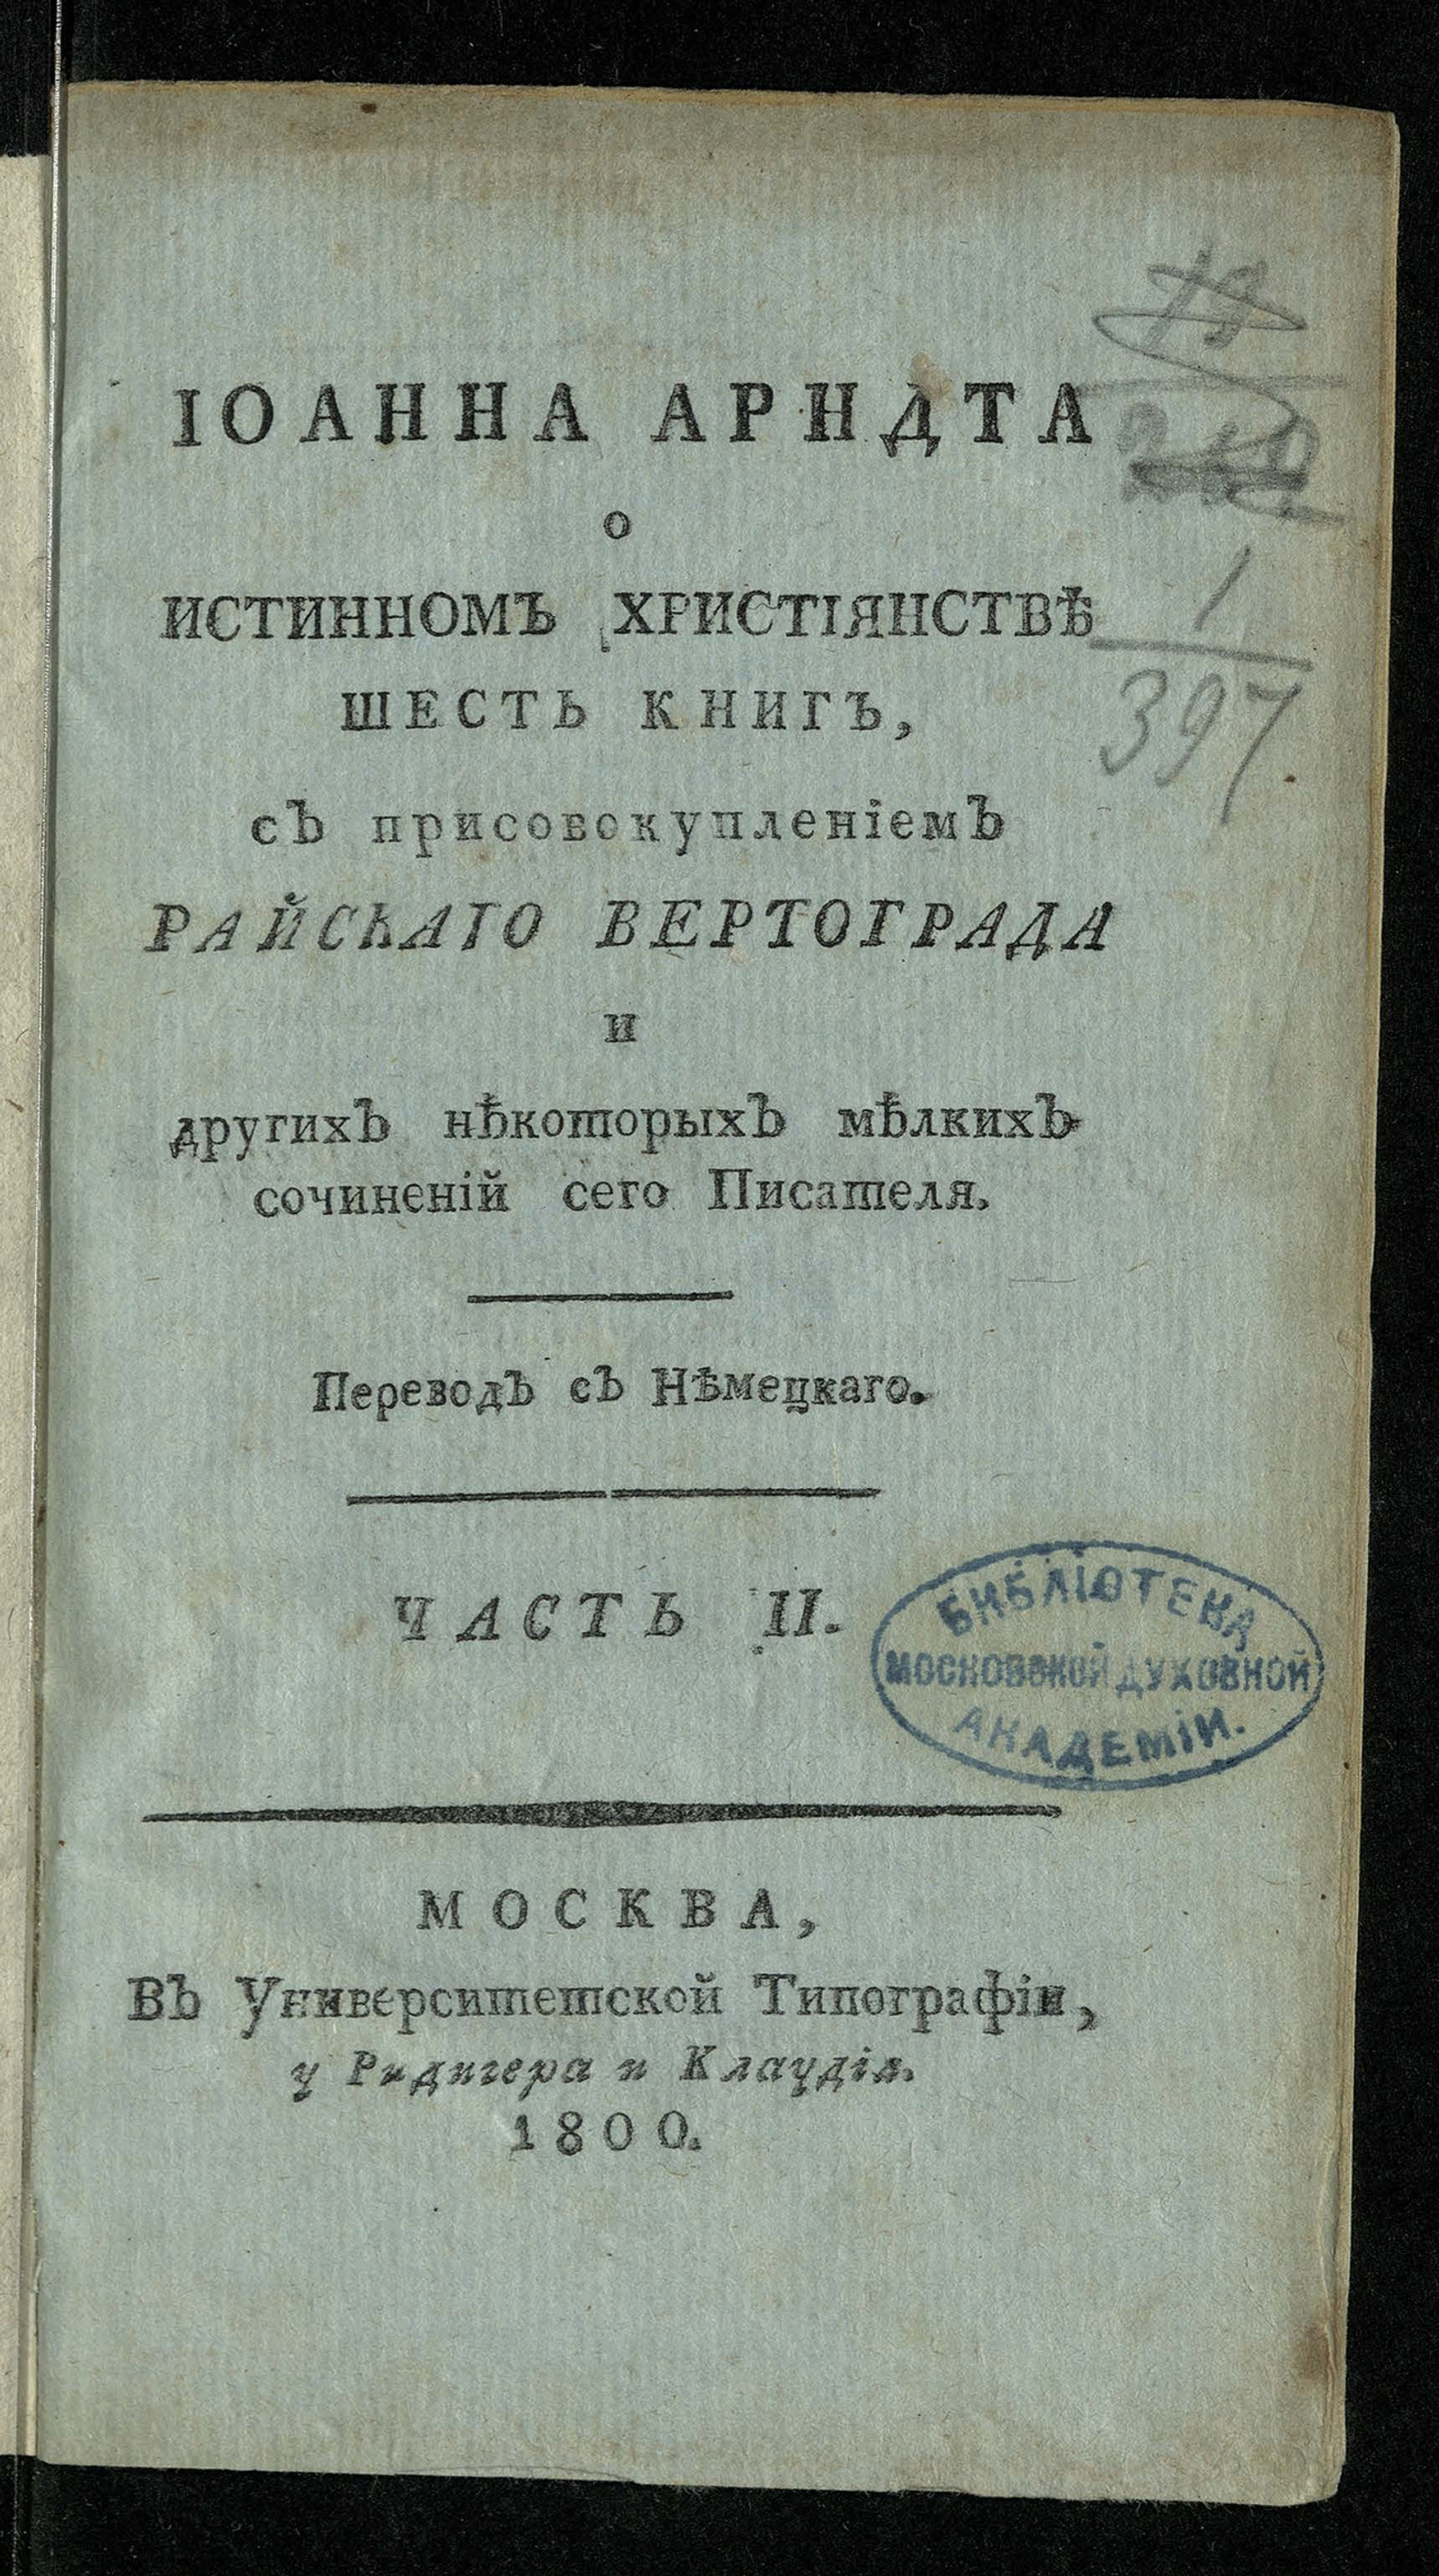 ІОАННА АРНДТА
о
ИСТИННОМЪ ХРИСТІЯНСТВѢ
ШЕСТЬ КНИГЪ,
съ присовокупленіемъ
РАЙСКАГО ВЕРТОГРАДА
и
другихъ нѣкоторыхъ мѣлкихъ
сочиненій сего Писателя.
Переводъ съ Нѣмецкаго.
ЧАСТЬ II.
БИБЛІОТЕКА
МОСКОВСКОЙ ДУХОВНОЙ
АКАДЕМІИ.
МОСКВА,
Въ Университетской Типографіи,
у Ридигера и Клаудія.
1800.
1
397